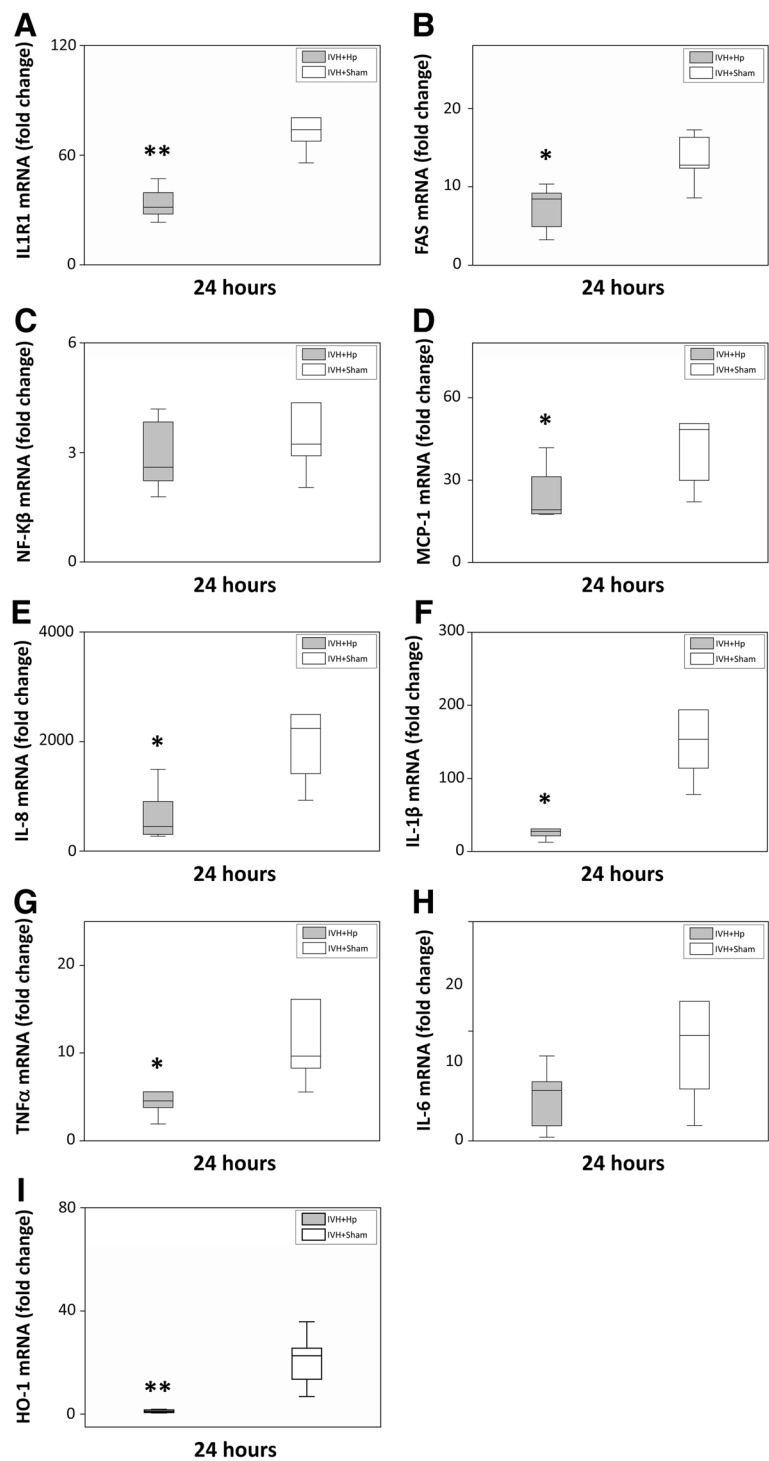 A
IL1R1 mRNA (fold change)
120
60
0
**
IVH+Hp
IVH+Sham
24 hours
B
FAS mRNA (fold change)
20
10
0
*
IVH+Hp
IVH+Sham
24 hours
C
NF-Kβ mRNA (fold change)
6
3
0
IVH+Hp
IVH+Sham
24 hours
D
MCP-1 mRNA (fold change)
60
30
0
*
IVH+Hp
IVH+Sham
24 hours
E
IL-8 mRNA (fold change)
4000
2000
0
*
IVH+Hp
IVH+Sham
24 hours
F
IL-1β mRNA (fold change)
300
200
100
0
*
IVH+Hp
IVH+Sham
24 hours
G
TNFα mRNA (fold change)
20
10
0
*
IVH+Hp
IVH+Sham
24 hours
H
IL-6 mRNA (fold change)
20
10
0
IVH+Hp
IVH+Sham
24 hours
I
HO-1 mRNA (fold change)
80
40
0
**
IVH+Hp
IVH+Sham
24 hours